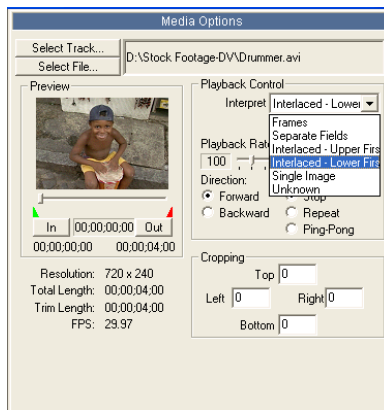 Media Options
Select Track...
Select File...
D:\Stock Footage-DV\Drummer.avi
Preview
In 00;00;00;00 Out
00;00;00;00 00;00;04;00
Resolution: 720 x 240
Total Length: 00;00;04;00
Trim Length: 00;00;04;00
FPS: 29.97
Playback Control
Interpret Interlaced - Lower
Frames
Separate Fields
Interlaced - Upper Firs
Interlaced - Lower Firs
Single Image
Unknown
Playback Rate
100
Direction:
Forward Stop
Backward Repeat
Ping-Pong
Cropping
Top 0
Left 0 Right 0
Bottom 0